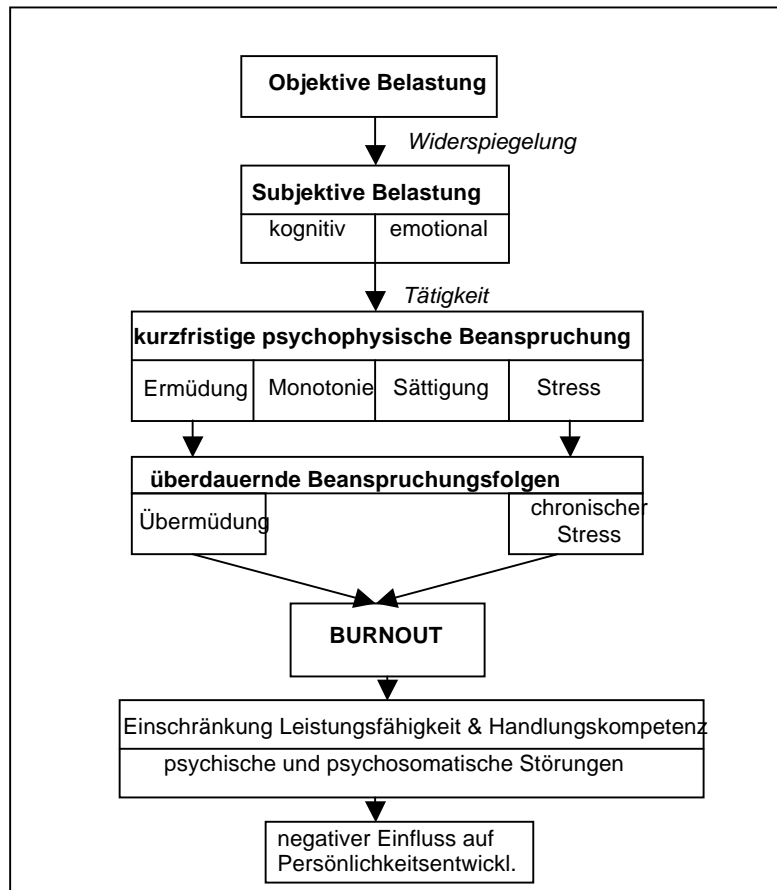 Objektive Belastung
Widerspiegelung
Subjektive Belastung
kognitiv emotional
Tätigkeit
kurzfristige psychophysische Beanspruchung
Ermüdung Monotonie Sättigung Stress
überdauernde Beanspruchungsfolgen
Übermüdung
chronischer
Stress
BURNOUT
Einschränkung Leistungsfähigkeit & Handlungskompetenz
psychische und psychosomatische Störungen
negativer Einfluss auf
Persönlichkeitsentwickl.